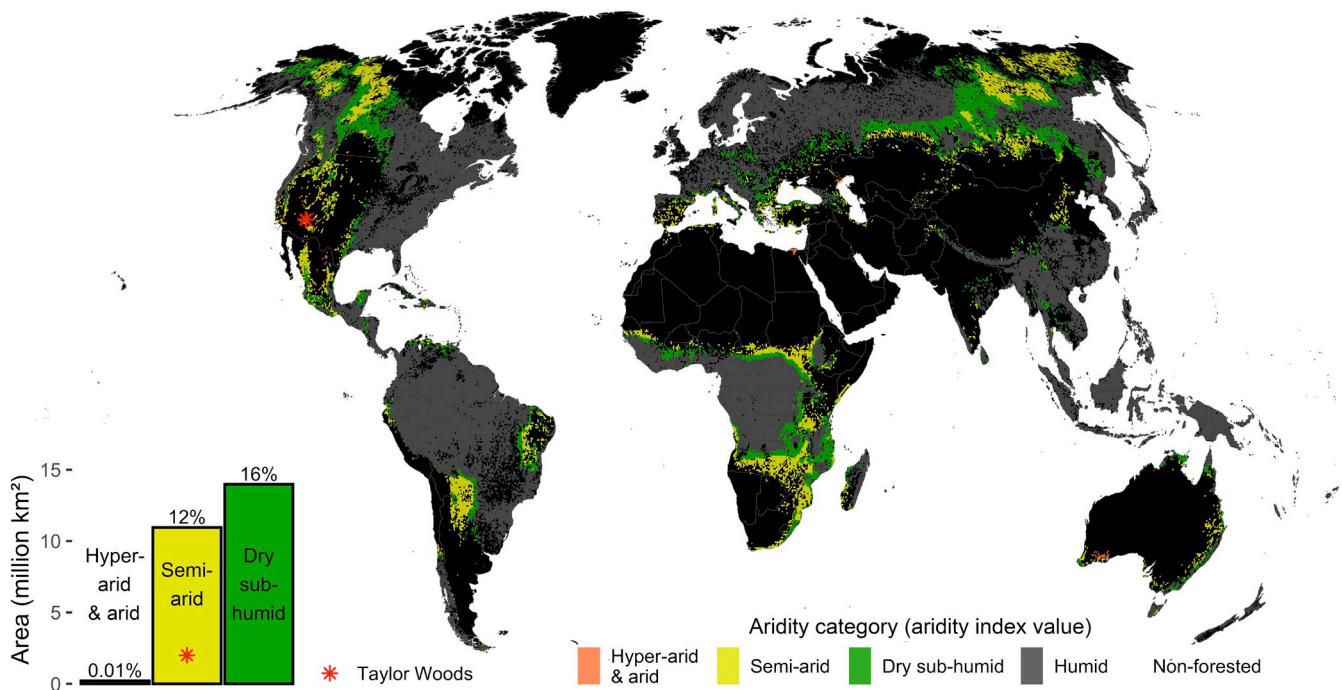 15
10
5
0
Area (million km²)
16%
12%
Hyper-
arid
& arid
Semi-
arid
Dry
sub-
humid
0.01%
Taylor Woods
Aridity category (aridity index value)
Hyper-arid
& arid
Semi-arid
Dry sub-humid
Humid
Non-forested